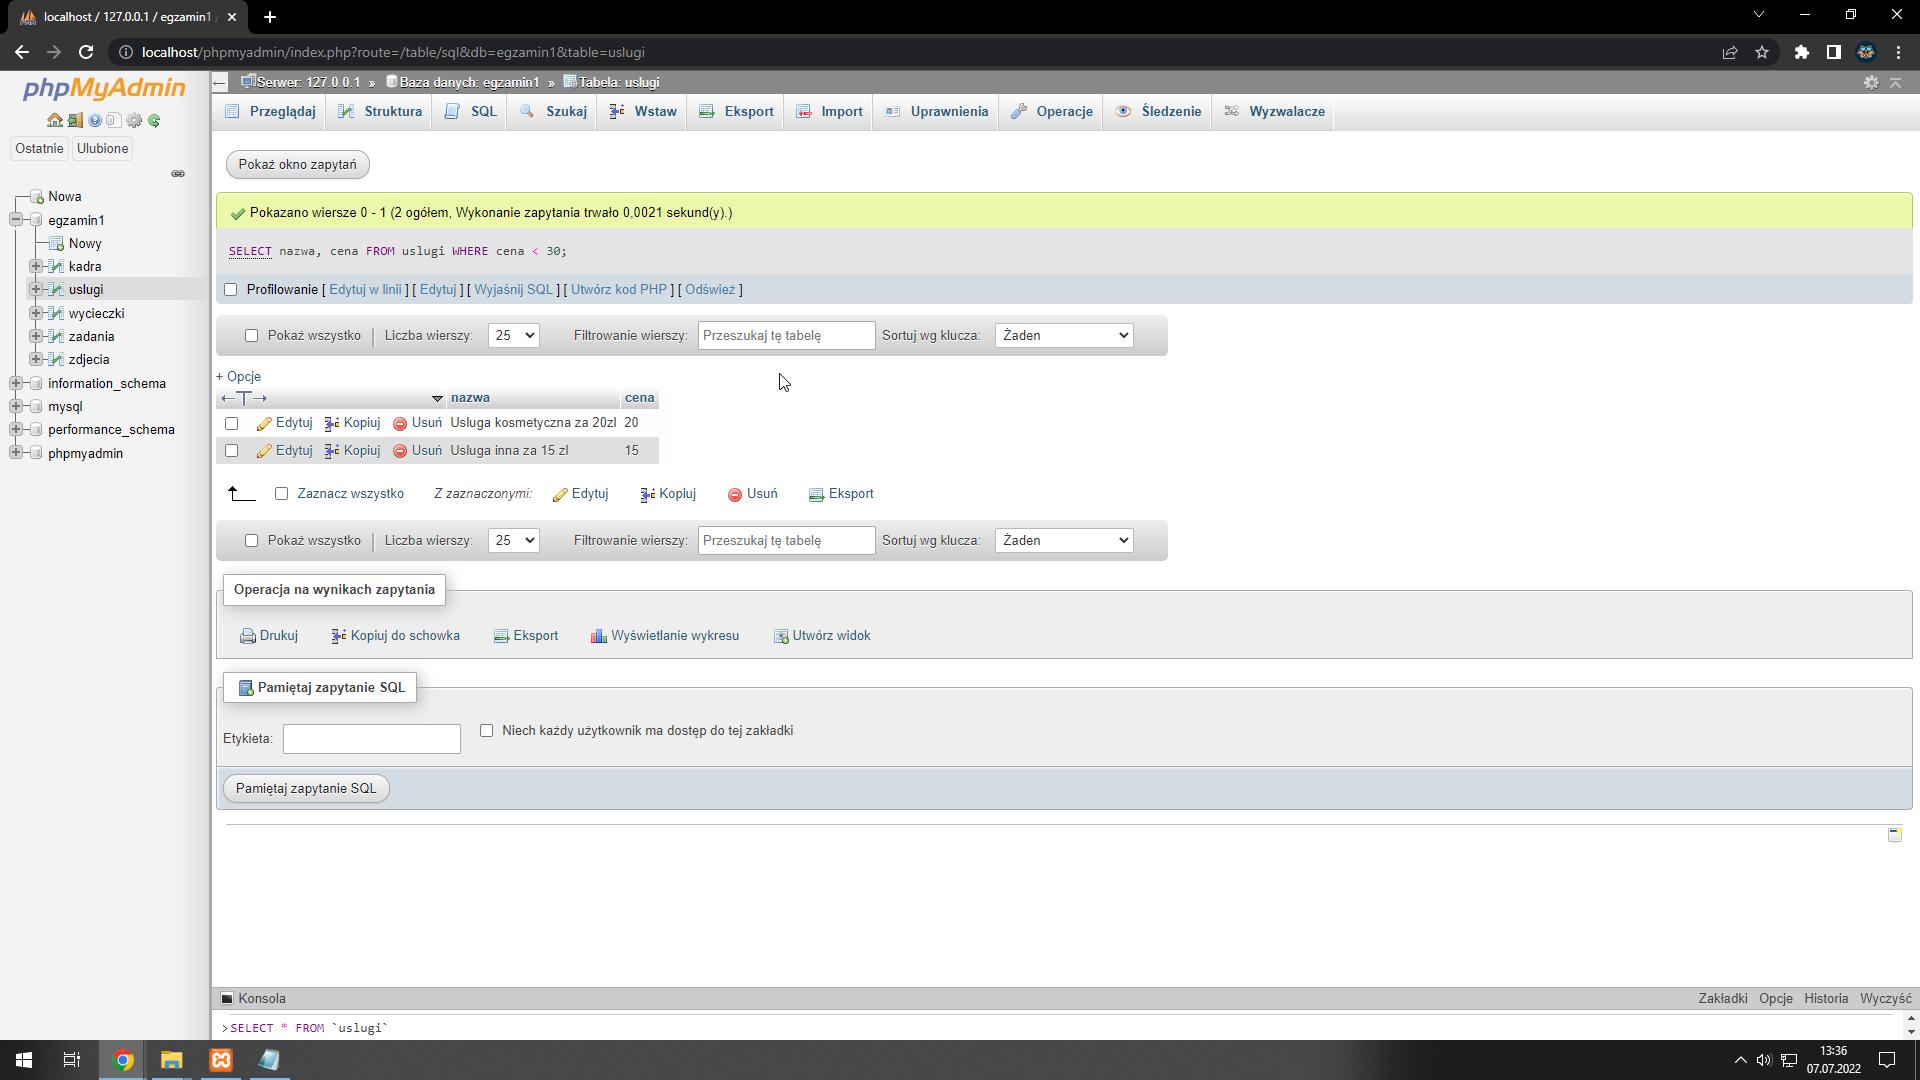 localhost / 127.0.0.1 / egzamin1
localhost/phpmyadmin/index.php?route=/table/sql&db=egzamin1&table=uslugi
phpMyAdmin
Ostatnie Ulubione
Nowa
egzamin1
Nowy
kadra
uslugi
wycieczki
zadania
zdjecia
information_schema
mysql
performance_schema
phpmyadmin
Serwer: 127.0.0.1 » Baza danych: egzamin1 » Tabela: uslugi
Przeglądaj Struktura SQL Szukaj Wstaw Eksport Import Uprawnienia Operacje Śledzenie Wyzwalacze
Pokaż okno zapytań
Pokazano wiersze 0 - 1 (2 ogółem, Wykonanie zapytania trwało 0,0021 sekund(y).)
SELECT nazwa, cena FROM uslugi WHERE cena < 30;
Profilowanie [ Edytuj w linii ] [ Edytuj ] [ Wyjaśnij SQL ] [ Utwórz kod PHP ] [ Odśwież ]
Pokaż wszystko | Liczba wierszy: 25 Filtrowanie wierszy: Przeszukaj tę tabelę Sortuj wg klucza: Żaden
+ Opcje
←T→ nazwa cena
Edytuj Kopiuj Usuń Usluga kosmetyczna za 20zl 20
Edytuj Kopiuj Usuń Usluga inna za 15 zl 15
Zaznacz wszystko Z zaznaczonymi: Edytuj Kopiuj Usuń Eksport
Pokaż wszystko | Liczba wierszy: 25 Filtrowanie wierszy: Przeszukaj tę tabelę Sortuj wg klucza: Żaden
Operacja na wynikach zapytania
Drukuj Kopiuj do schowka Eksport Wyświetlanie wykresu Utwórz widok
Pamiętaj zapytanie SQL
Etykieta: Niech każdy użytkownik ma dostęp do tej zakładki
Pamiętaj zapytanie SQL
Konsola Zakładki Opcje Historia Wyczyść
>SELECT * FROM `uslugi`
13:36
07.07.2022